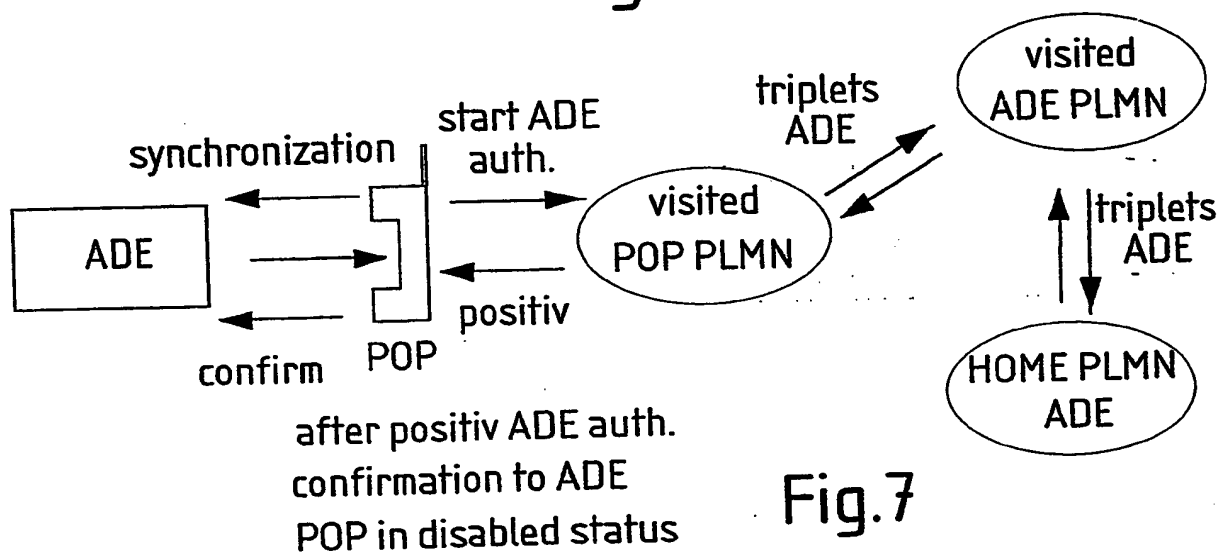 visited
ADE PLMN
triplets
ADE
start ADE
auth.
synchronization
visited
POP PLMN
triplets
ADE
ADE
positiv
confirm
POP
HOME PLMN
ADE
after positiv ADE auth.
confirmation to ADE
POP in disabled status
Fig.7